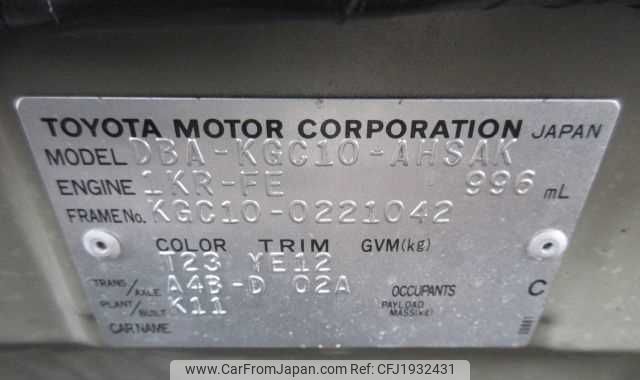 TOYOTA MOTOR CORPORATION JAPAN
MODEL DBA-KGC10-AHSAK
ENGINE 1KR-FE 996 mL
FRAME No. KGC10-0221042
COLOR TRIM GVM(kg)
T23 YE12
TRANS/AXLE A4B-D 02A OCCUPANTS C
PLANT/BUILT K11 PAYLOAD MASS(kg)
CAR NAME
www.CarFromJapan.com RefNo:CFJ1932431